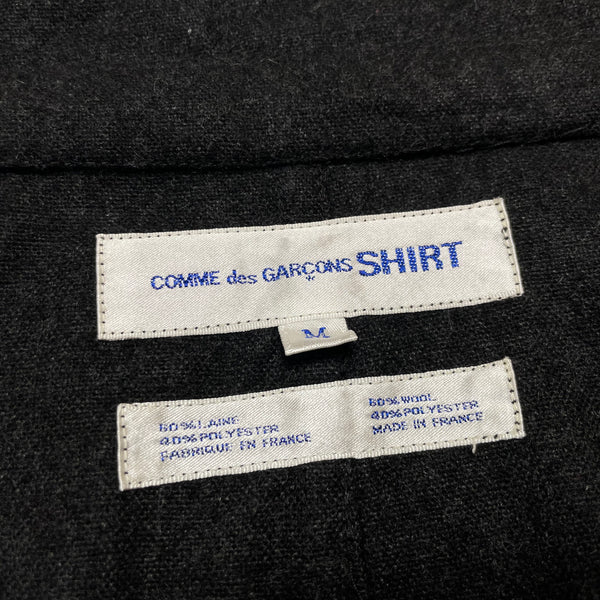 COMME des GARÇONS SHIRT
M
60% LAINE
40% POLYESTER
FABRIQUE EN FRANCE
60% WOOL
40% POLYESTER
MADE IN FRANCE